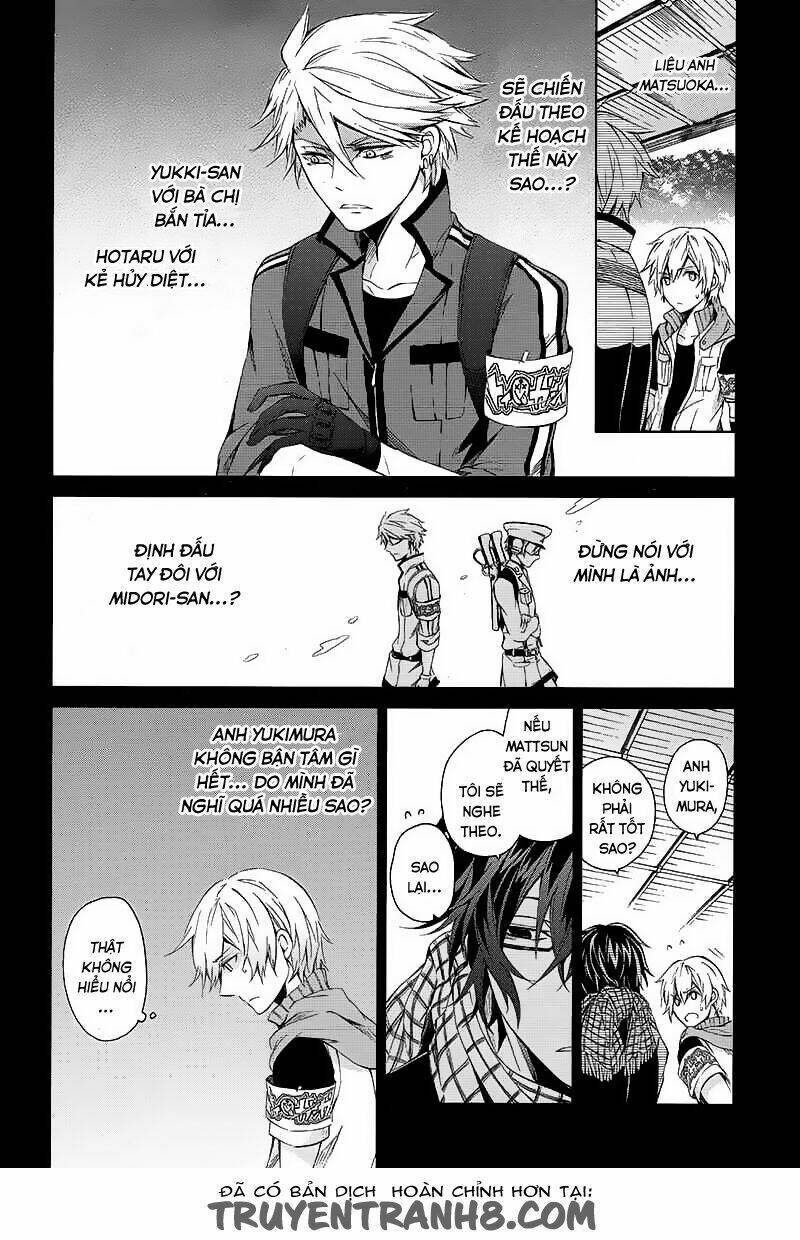 LIỆU ANH
MATSUOKA...
SẼ CHIẾN
ĐẤU THEO
KẾ HOẠCH
THẾ NÀY
SAO...?
YUKKI-SAN
VỚI BÀ CHỊ
BẮN TỈA...
HOTARU VỚI
KẺ HỦY DIỆT...
ĐỪNG NÓI VỚI
MÌNH LÀ ẢNH...
ĐỊNH ĐẤU
TAY ĐÔI VỚI
MIDORI-SAN...?
ANH
YUKI-
MURA,
KHÔNG
PHẢI
RẤT TỐT
SAO?
NẾU
MATTSUN
ĐÃ QUYẾT
THẾ,
TÔI SẼ
NGHE
THEO.
SAO
LẠI...
ANH YUKIMURA
KHÔNG BẬN TÂM GÌ
HẾT... DO MÌNH ĐÃ
NGHĨ QUÁ NHIỀU SAO?
THẬT
KHÔNG
HIỂU NỔI
...
ĐÃ CÓ BẢN DỊCH HOÀN CHỈNH HƠN TẠI:
TRUYENTRANH8.COM